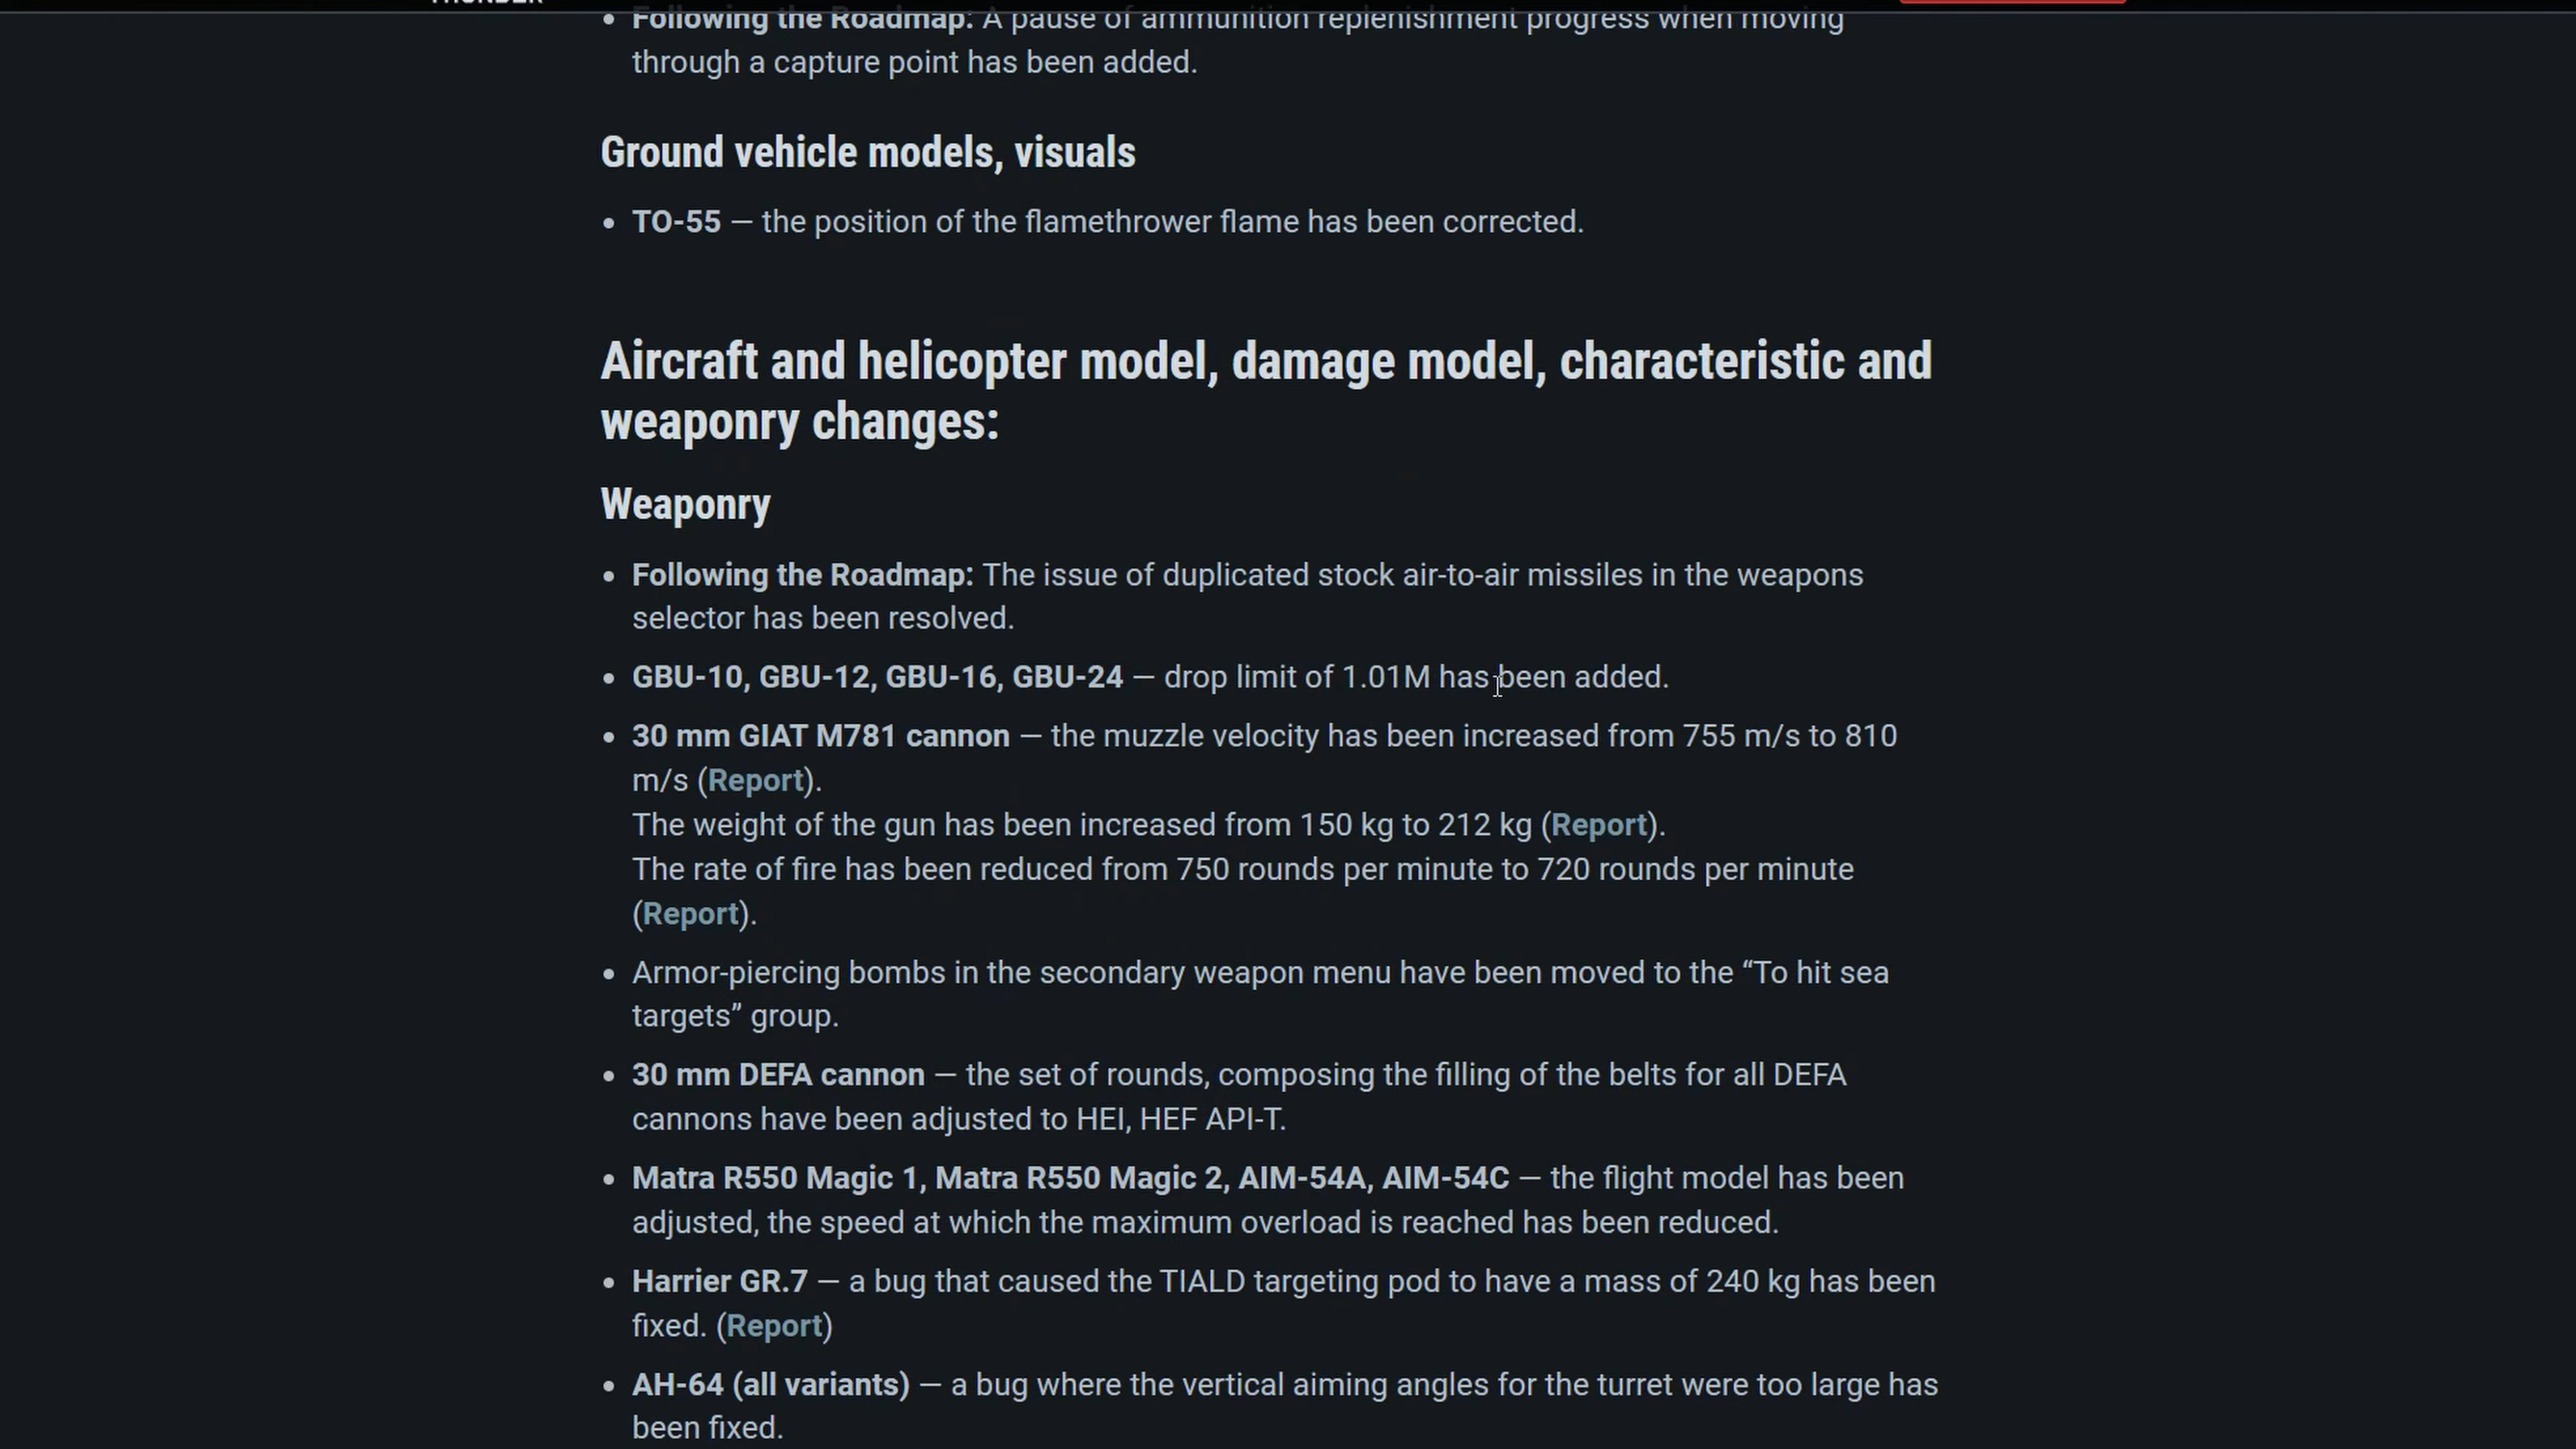 THUNDER
Following the Roadmap: A pause of ammunition replenishment progress when moving
through a capture point has been added.
Ground vehicle models, visuals
TO-55 — the position of the flamethrower flame has been corrected.
Aircraft and helicopter model, damage model, characteristic and
weaponry changes:
Weaponry
Following the Roadmap: The issue of duplicated stock air-to-air missiles in the weapons
selector has been resolved.
GBU-10, GBU-12, GBU-16, GBU-24 — drop limit of 1.01M has been added.
30 mm GIAT M781 cannon — the muzzle velocity has been increased from 755 m/s to 810
m/s (Report).
The weight of the gun has been increased from 150 kg to 212 kg (Report).
The rate of fire has been reduced from 750 rounds per minute to 720 rounds per minute
(Report).
Armor-piercing bombs in the secondary weapon menu have been moved to the “To hit sea
targets” group.
30 mm DEFA cannon — the set of rounds, composing the filling of the belts for all DEFA
cannons have been adjusted to HEI, HEF API-T.
Matra R550 Magic 1, Matra R550 Magic 2, AIM-54A, AIM-54C — the flight model has been
adjusted, the speed at which the maximum overload is reached has been reduced.
Harrier GR.7 — a bug that caused the TIALD targeting pod to have a mass of 240 kg has been
fixed. (Report)
AH-64 (all variants) — a bug where the vertical aiming angles for the turret were too large has
been fixed.